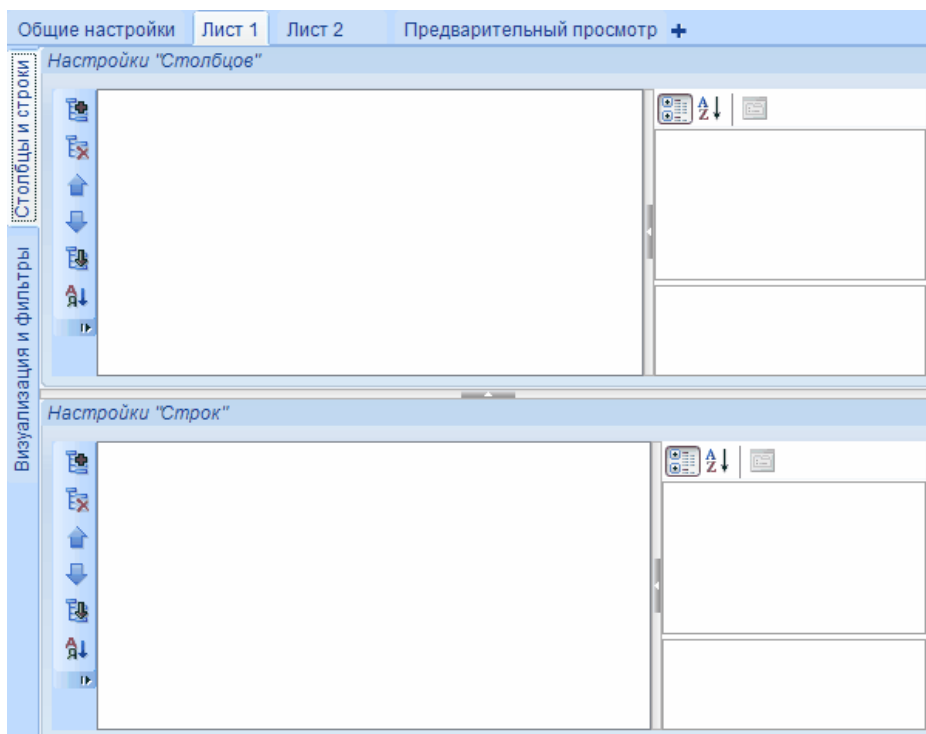 Общие настройки Лист 1 Лист 2 Предварительный просмотр
Столбцы и строки
Визуализация и фильтры
Настройки "Столбцов"
Настройки "Строк"